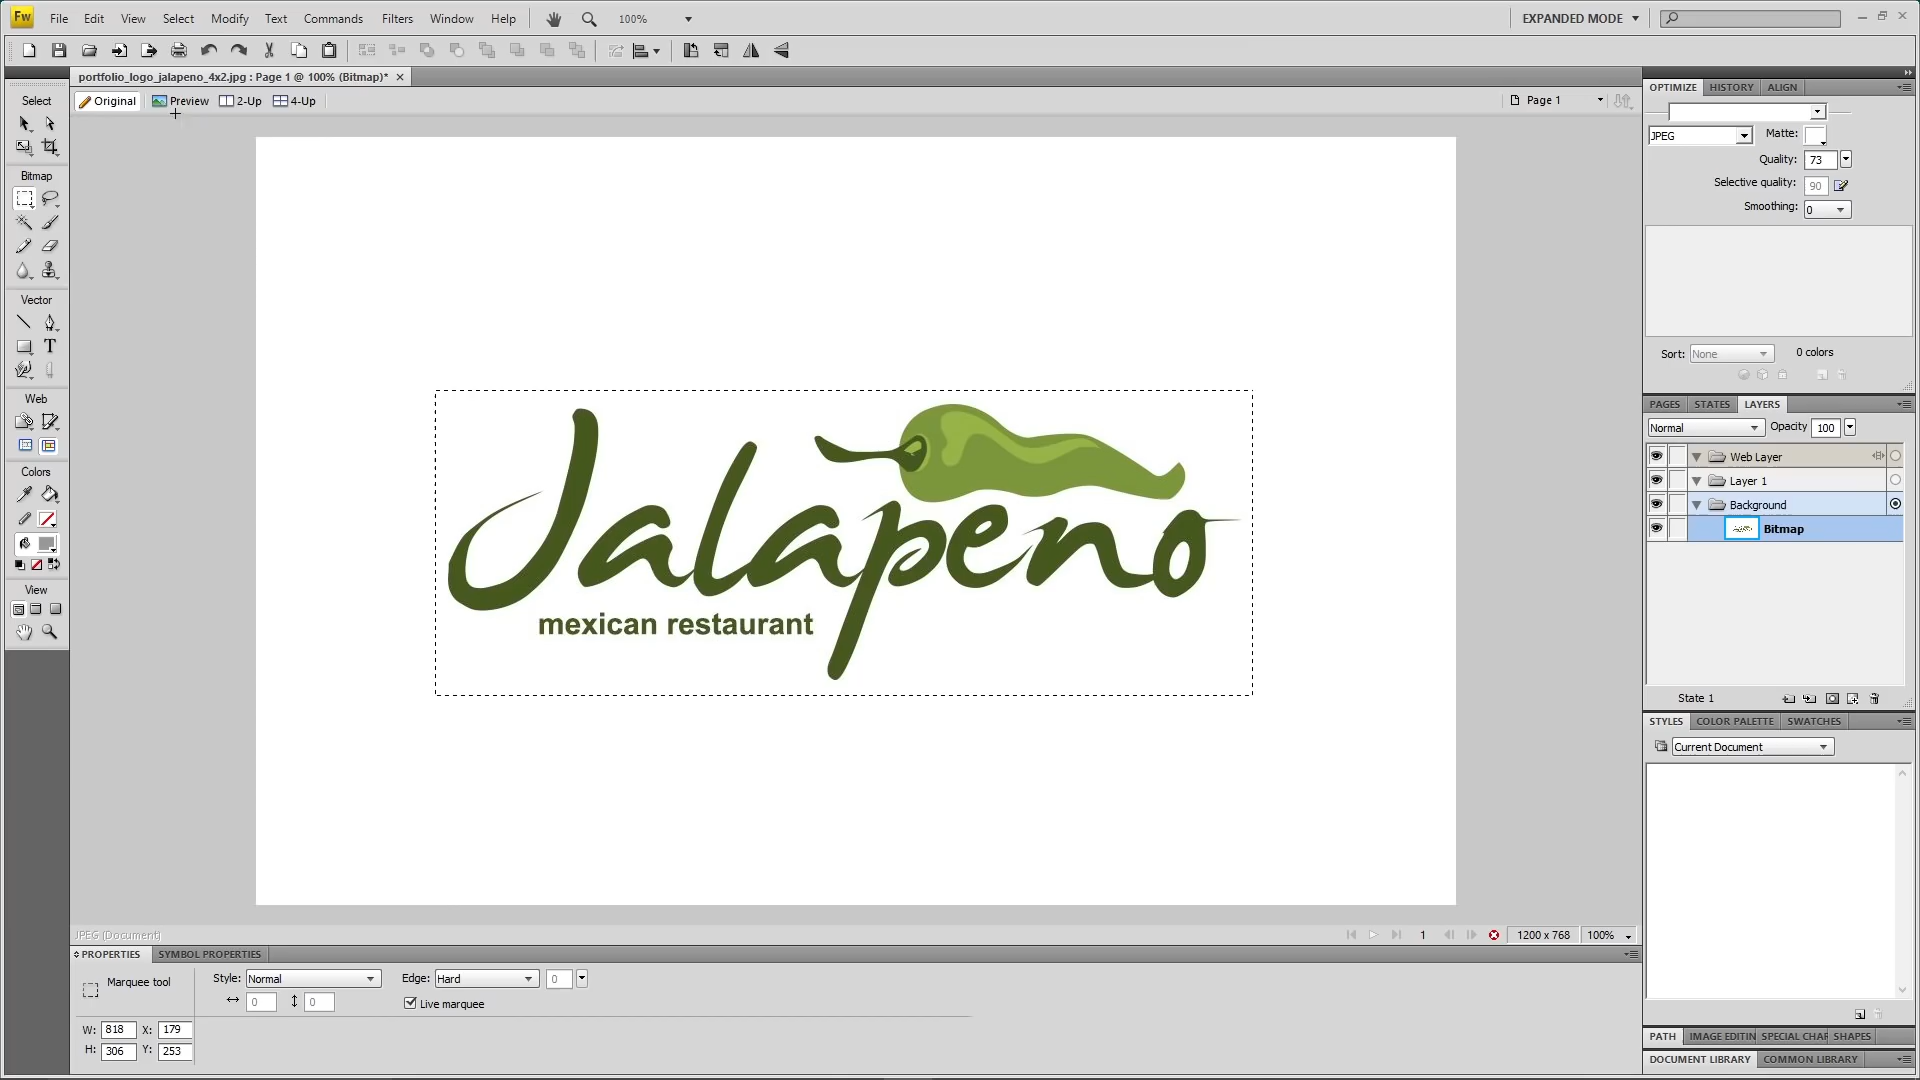 Fw File Edit View Select Modify Text Commands Filters Window Help 100% EXPANDED MODE
portfolio_logo_jalapeno_4x2.jpg : Page 1 @ 100% (Bitmap)*
Original Preview 2-Up 4-Up Page 1
Select
Bitmap
Vector
T
Web
Colors
View
Jalapeno
mexican restaurant
OPTIMIZE HISTORY ALIGN
JPEG Matte:
Quality: 73
Selective quality: 90
Smoothing: 0
Sort: None 0 colors
PAGES STATES LAYERS
Normal Opacity 100
Web Layer
Layer 1
Background
Bitmap
State 1
STYLES COLOR PALETTE SWATCHES
Current Document
PATH IMAGE EDITIN SPECIAL CHAR SHAPES
DOCUMENT LIBRARY COMMON LIBRARY
JPEG (Document) 1 1200 x 768 100%
PROPERTIES SYMBOL PROPERTIES
Marquee tool Style: Normal Edge: Hard 0
0 0 Live marquee
W: 818 X: 179
H: 306 Y: 253